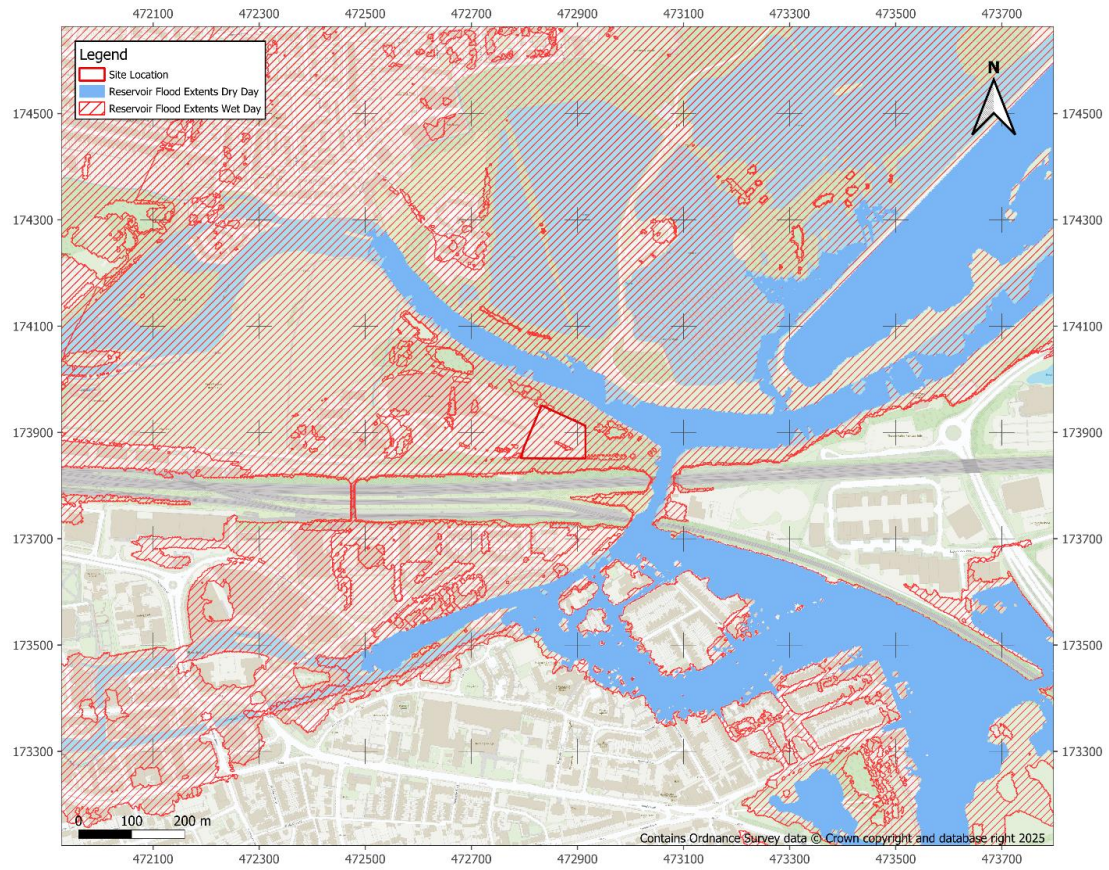 472100 472300 472500 472700 472900 473100 473300 473500 473700
Legend
Site Location
Reservoir Flood Extents Dry Day
Reservoir Flood Extents Wet Day
N
174500 174500
174300 174300
174100 174100
173900 173900
173700 173700
173500 173500
173300 173300
0 100 200 m
Contains Ordnance Survey data © Crown copyright and database right 2025
472100 472300 472500 472700 472900 473100 473300 473500 473700